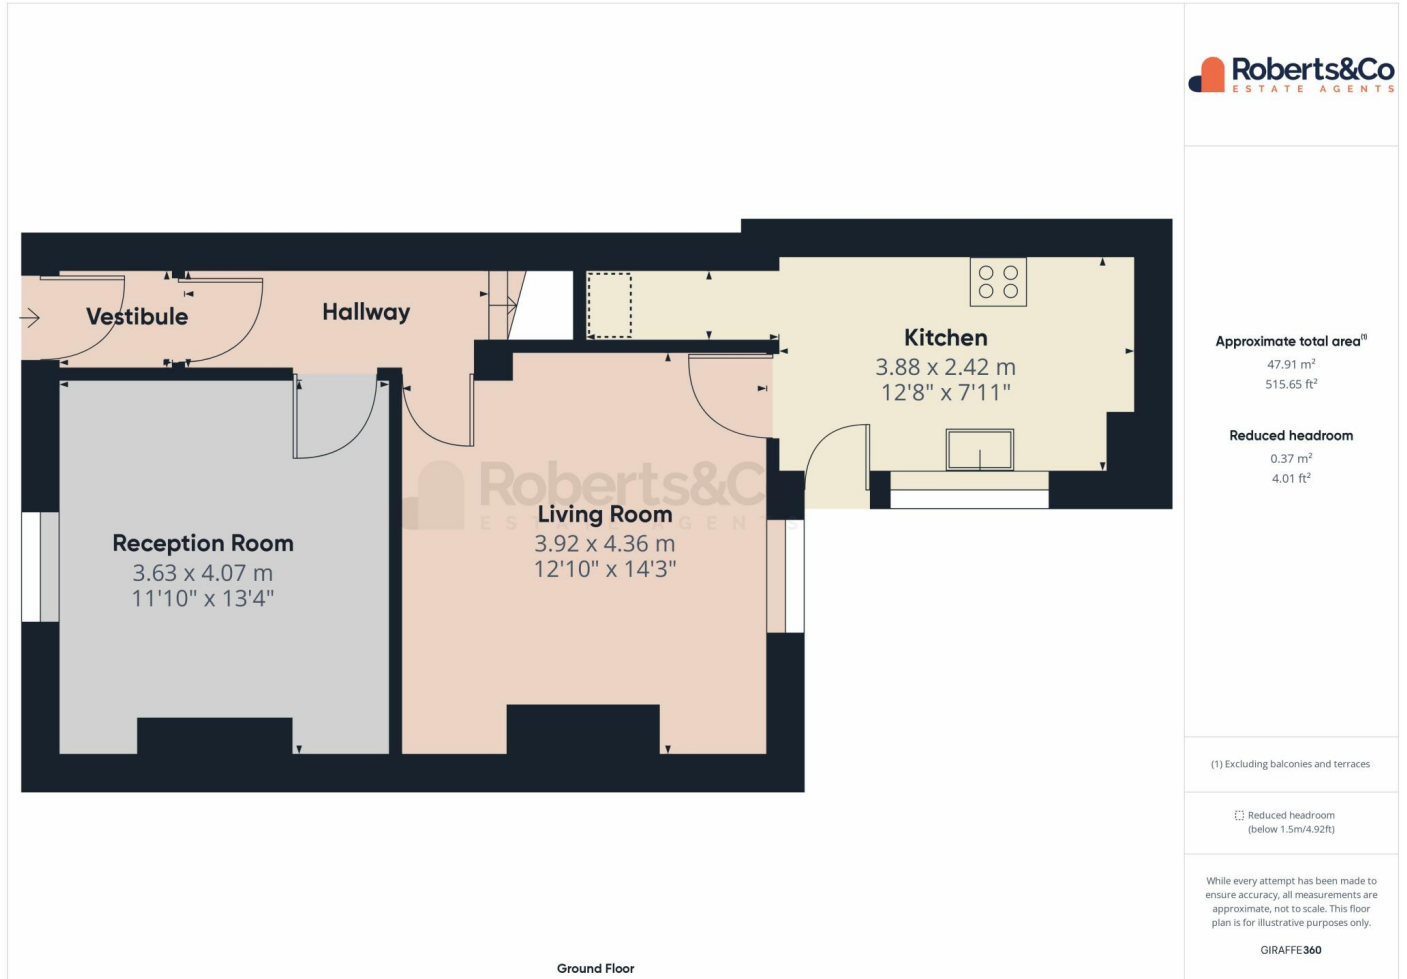 Roberts&Co
ESTATE AGENTS
Vestibule
Hallway
Kitchen
3.88 x 2.42 m
12'8" x 7'11"
Reception Room
3.63 x 4.07 m
11'10" x 13'4"
Roberts&C
ESTATE AGENTS
Living Room
3.92 x 4.36 m
12'10" x 14'3"
Ground Floor
Approximate total area(1)
47.91 m²
515.65 ft²
Reduced headroom
0.37 m²
4.01 ft²
(1) Excluding balconies and terraces
Reduced headroom
(below 1.5m/4.92ft)
While every attempt has been made to
ensure accuracy, all measurements are
approximate, not to scale. This floor
plan is for illustrative purposes only.
GIRAFFE360